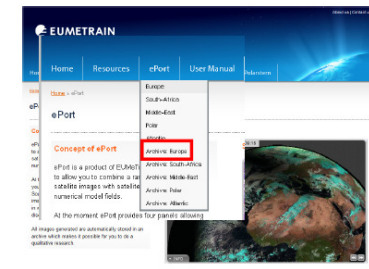 EUMETRAIN
Home Resources ePort User Manual
Home » ePort
ePort
Europe
South-Africa
Middle-East
Polar
Atlantic
Archive: Europe
Archive: South-Africa
Archive: Middle-East
Archive: Polar
Archive: Atlantic
Concept of ePort
ePort is a product of EUMeT
to allow you to combine a ran
satellite images with satellite
numerical model fields.
At the moment ePort provides four panels allowing
All images generated are automatically stored in an
archive which makes it possible for you to do a
qualitative research.